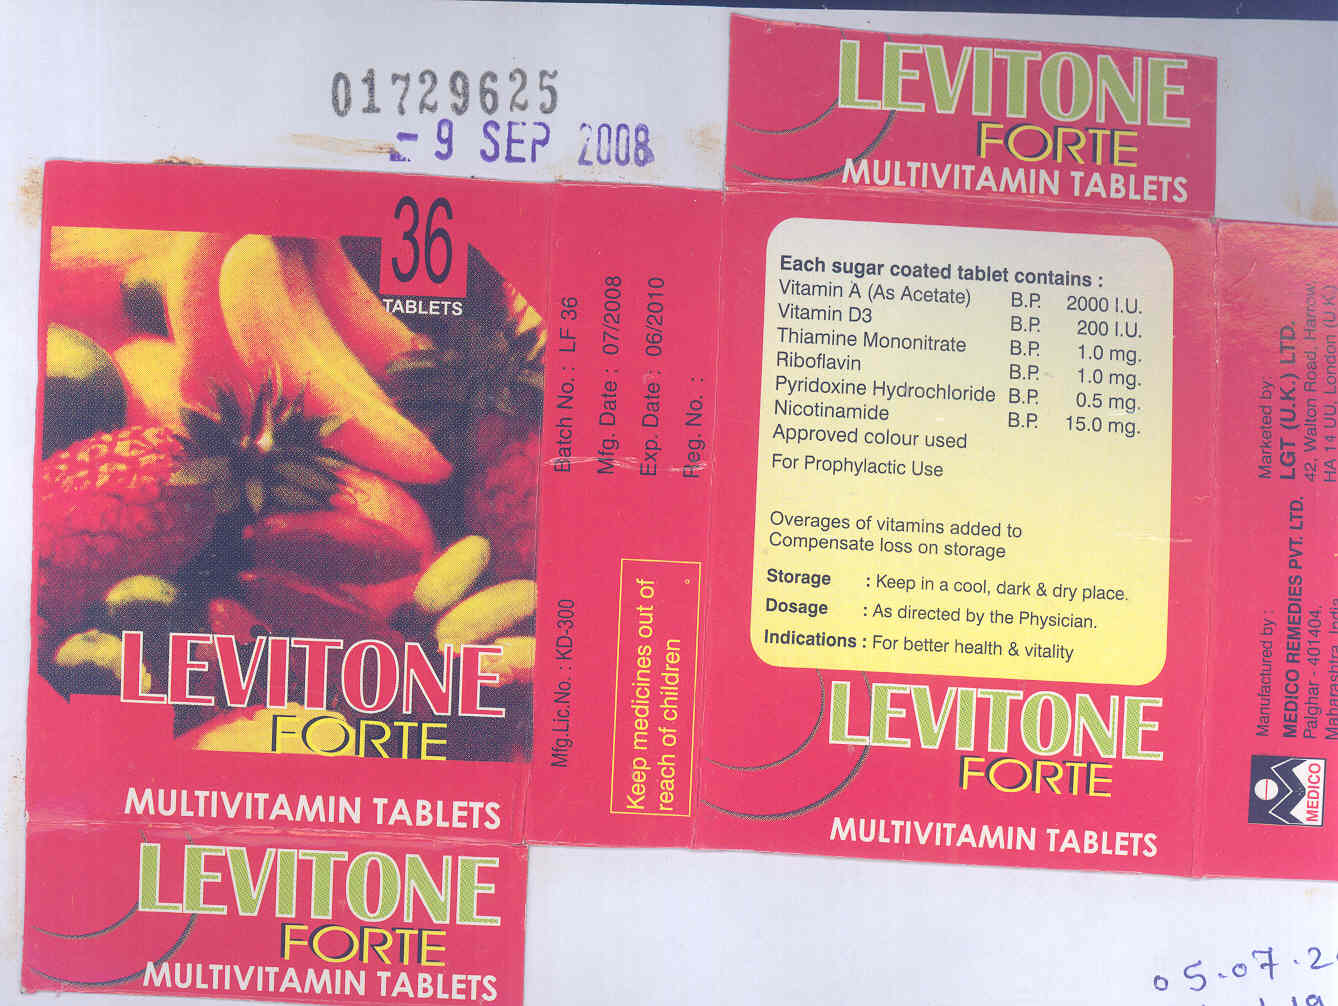 01729625
- 9 SEP 2008
LEVITONE
FORTE
MULTIVITAMIN TABLETS
36
TABLETS
LEVITONE
FORTE
MULTIVITAMIN TABLETS
LEVITONE
FORTE
MULTIVITAMIN TABLETS
Batch No. : LF 36
Mfg. Date : 07/2008
Exp. Date : 06/2010
Reg. No. :
Mfg.Lic.No. : KD-300
Keep medicines out of
reach of children
Each sugar coated tablet contains :
Vitamin A (As Acetate) B.P. 2000 I.U.
Vitamin D3 B.P. 200 I.U.
Thiamine Mononitrate B.P. 1.0 mg.
Riboflavin B.P. 1.0 mg.
Pyridoxine Hydrochloride B.P. 0.5 mg.
Nicotinamide B.P. 15.0 mg.
Approved colour used
For Prophylactic Use
Overages of vitamins added to
Compensate loss on storage
Storage : Keep in a cool, dark & dry place.
Dosage : As directed by the Physician.
Indications : For better health & vitality
LEVITONE
FORTE
MULTIVITAMIN TABLETS
Marketed by:
LGT (U.K.) LTD.
42, Walton Road, Harrow,
HA 14 UU, London (U.K)
Manufactured by :
MEDICO REMEDIES PVT. LTD.
Palghar - 401404,
Maharashtra, India
MEDICO
05.07.2